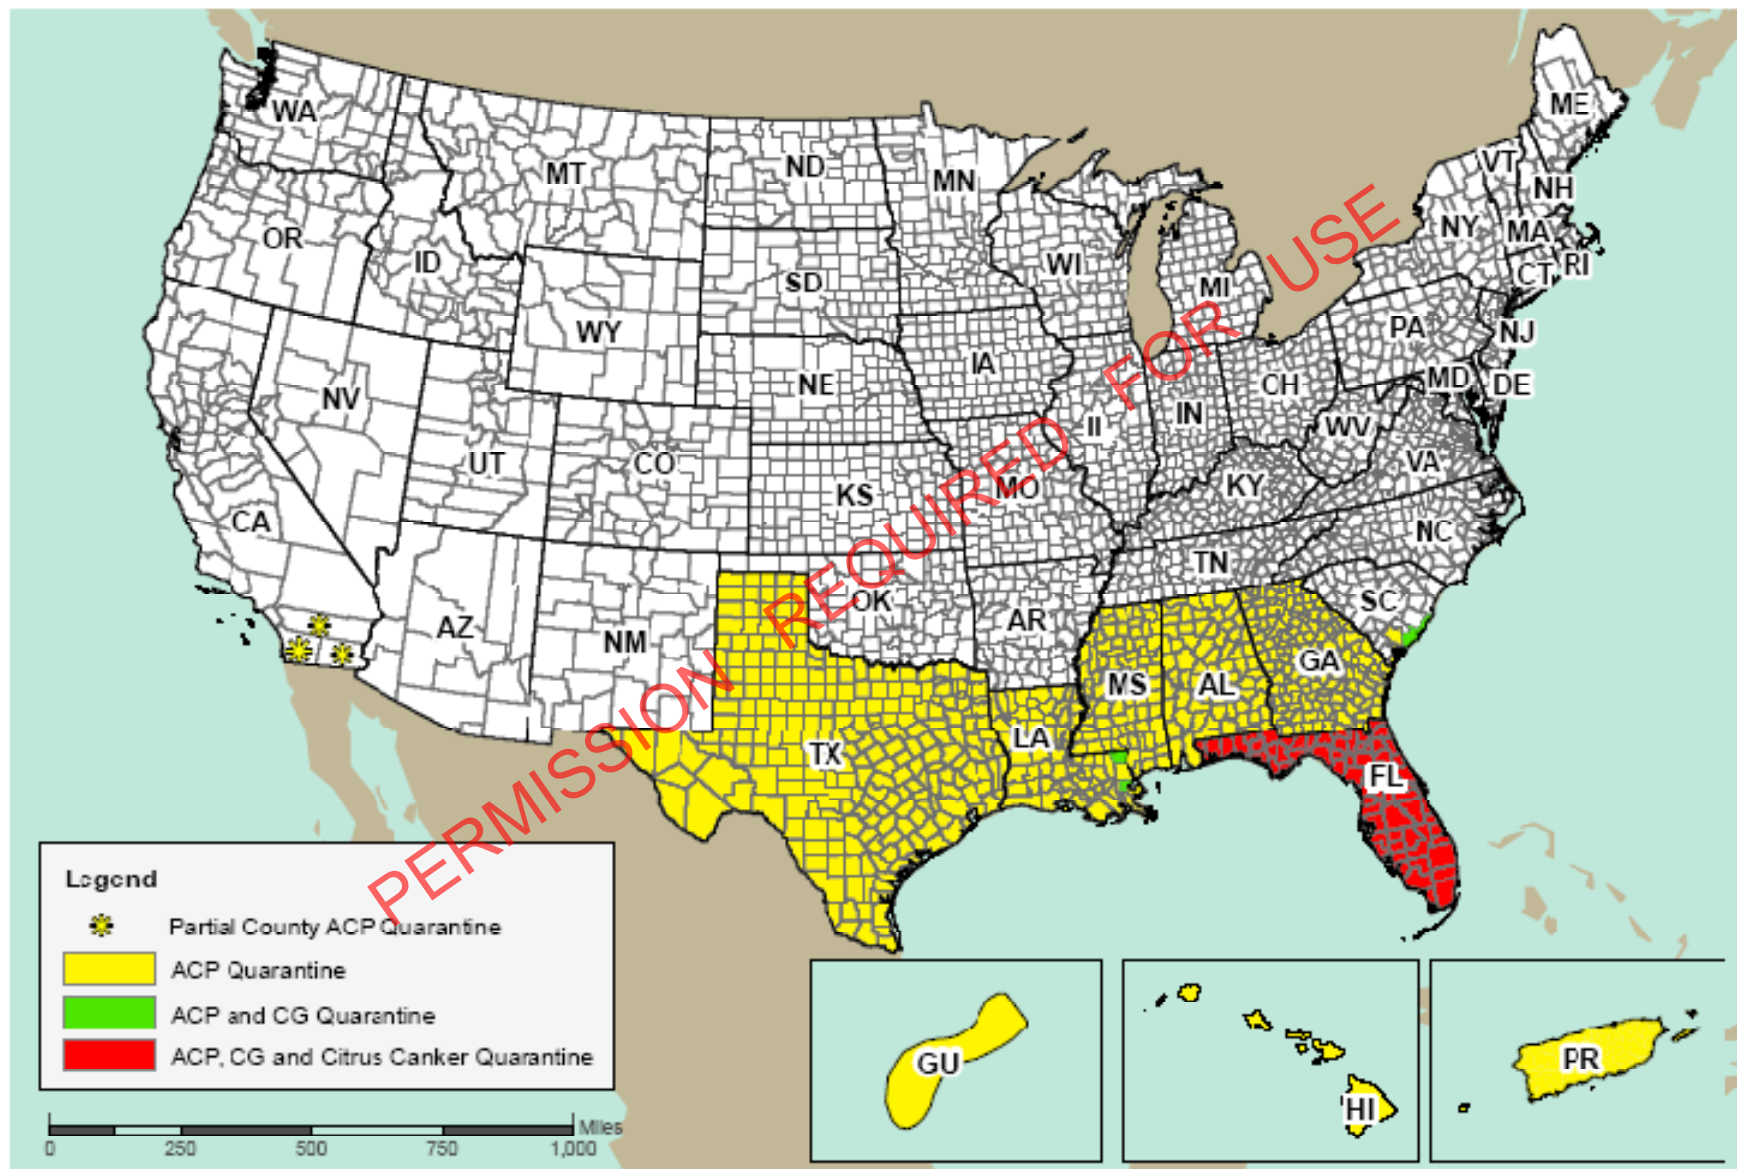 WA
MT
ND
MN
ME
VT
NH
OR
ID
SD
WI
MI
NY
MA
CT
RI
WY
NE
IA
PA
NJ
NV
UT
CO
KS
MO
II
IN
CH
WV
MD
DE
VA
KY
CA
AZ
NM
OK
AR
TN
NC
SC
TX
LA
MS
AL
GA
FL
PERMISSION REQUIRED FOR USE
Legend
Partial County ACP Quarantine
ACP Quarantine
ACP and CG Quarantine
ACP, CG and Citrus Canker Quarantine
Miles
0 250 500 750 1,000
GU
HI
PR